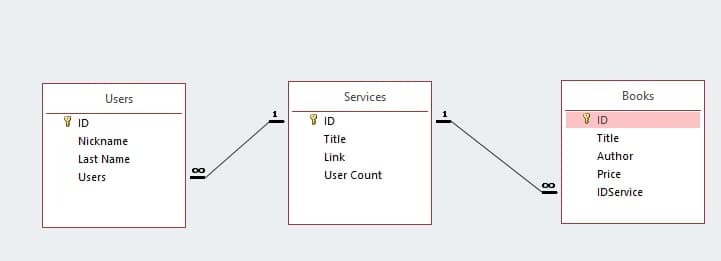 Users
ID
Nickname
Last Name
Users
∞
1
Services
ID
Title
Link
User Count
1
∞
Books
ID
Title
Author
Price
IDService